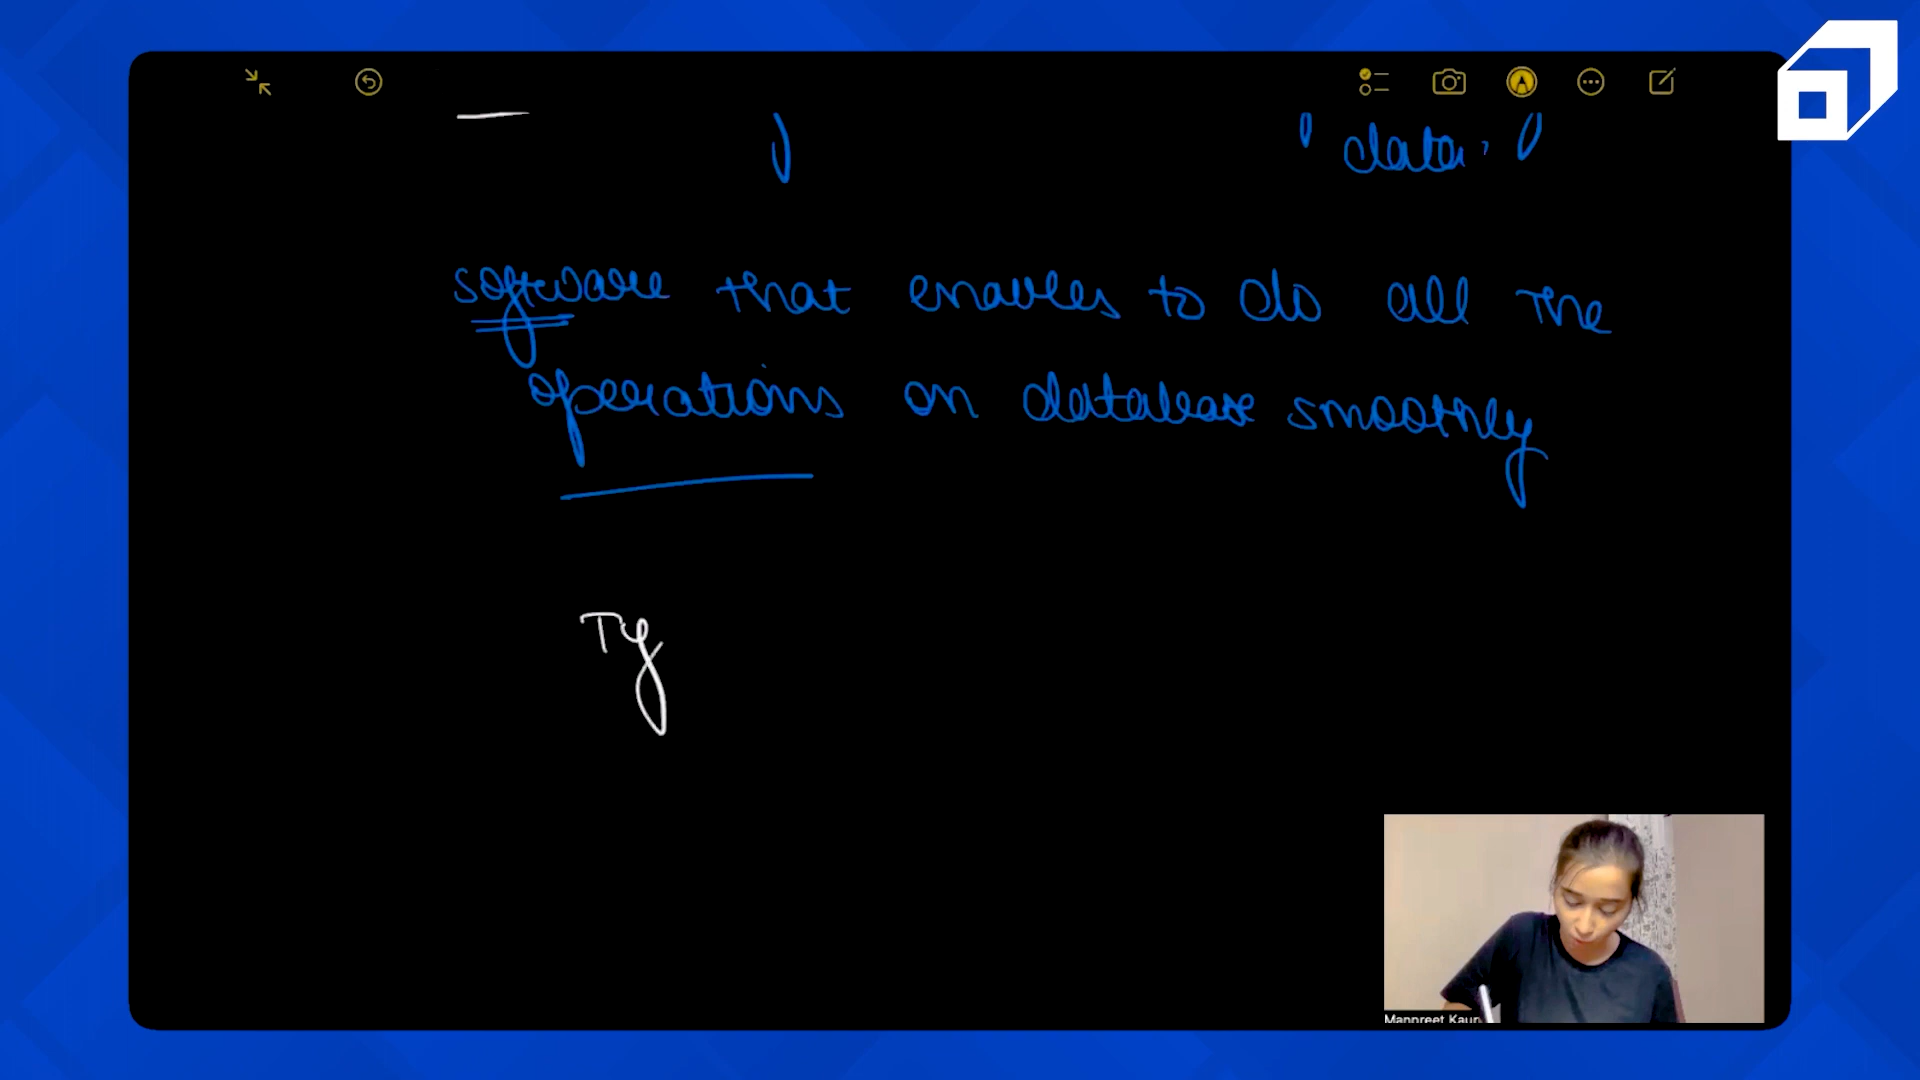 data.
software that enables to do all the
operations on database smoothly
Ty
Manpreet Kaur